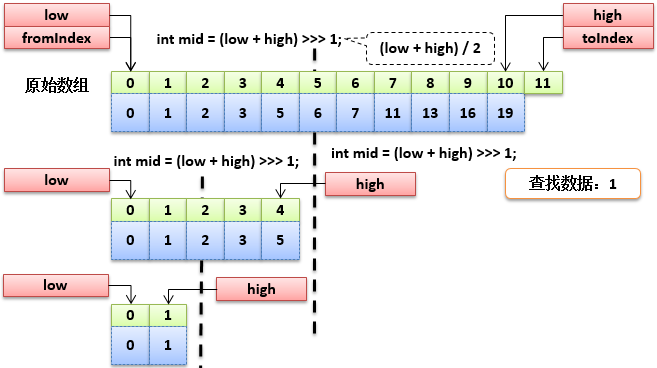 low
high
fromIndex
int mid = (low + high) >>> 1;
(low + high) / 2
toIndex
原始数组
0 1 2 3 4 5 6 7 8 9 10 11
0 1 2 3 5 6 7 11 13 16 19
int mid = (low + high) >>> 1;
int mid = (low + high) >>> 1;
low
high
查找数据：1
0 1 2 3 4
0 1 2 3 5
low
high
0 1
0 1